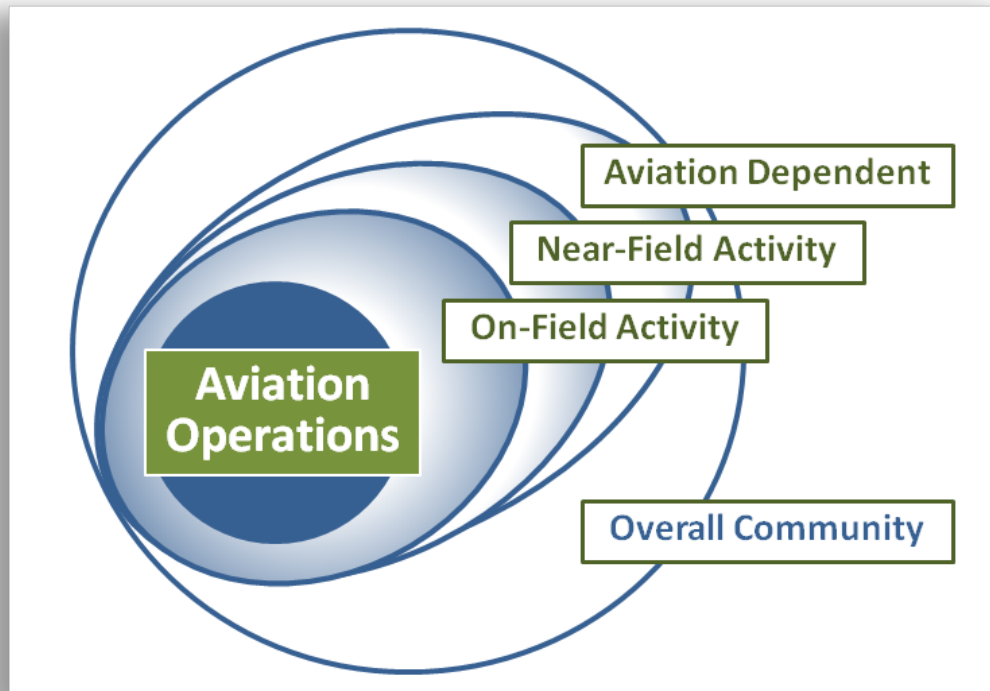 Aviation Dependent
Near-Field Activity
On-Field Activity
Aviation
Operations
Overall Community